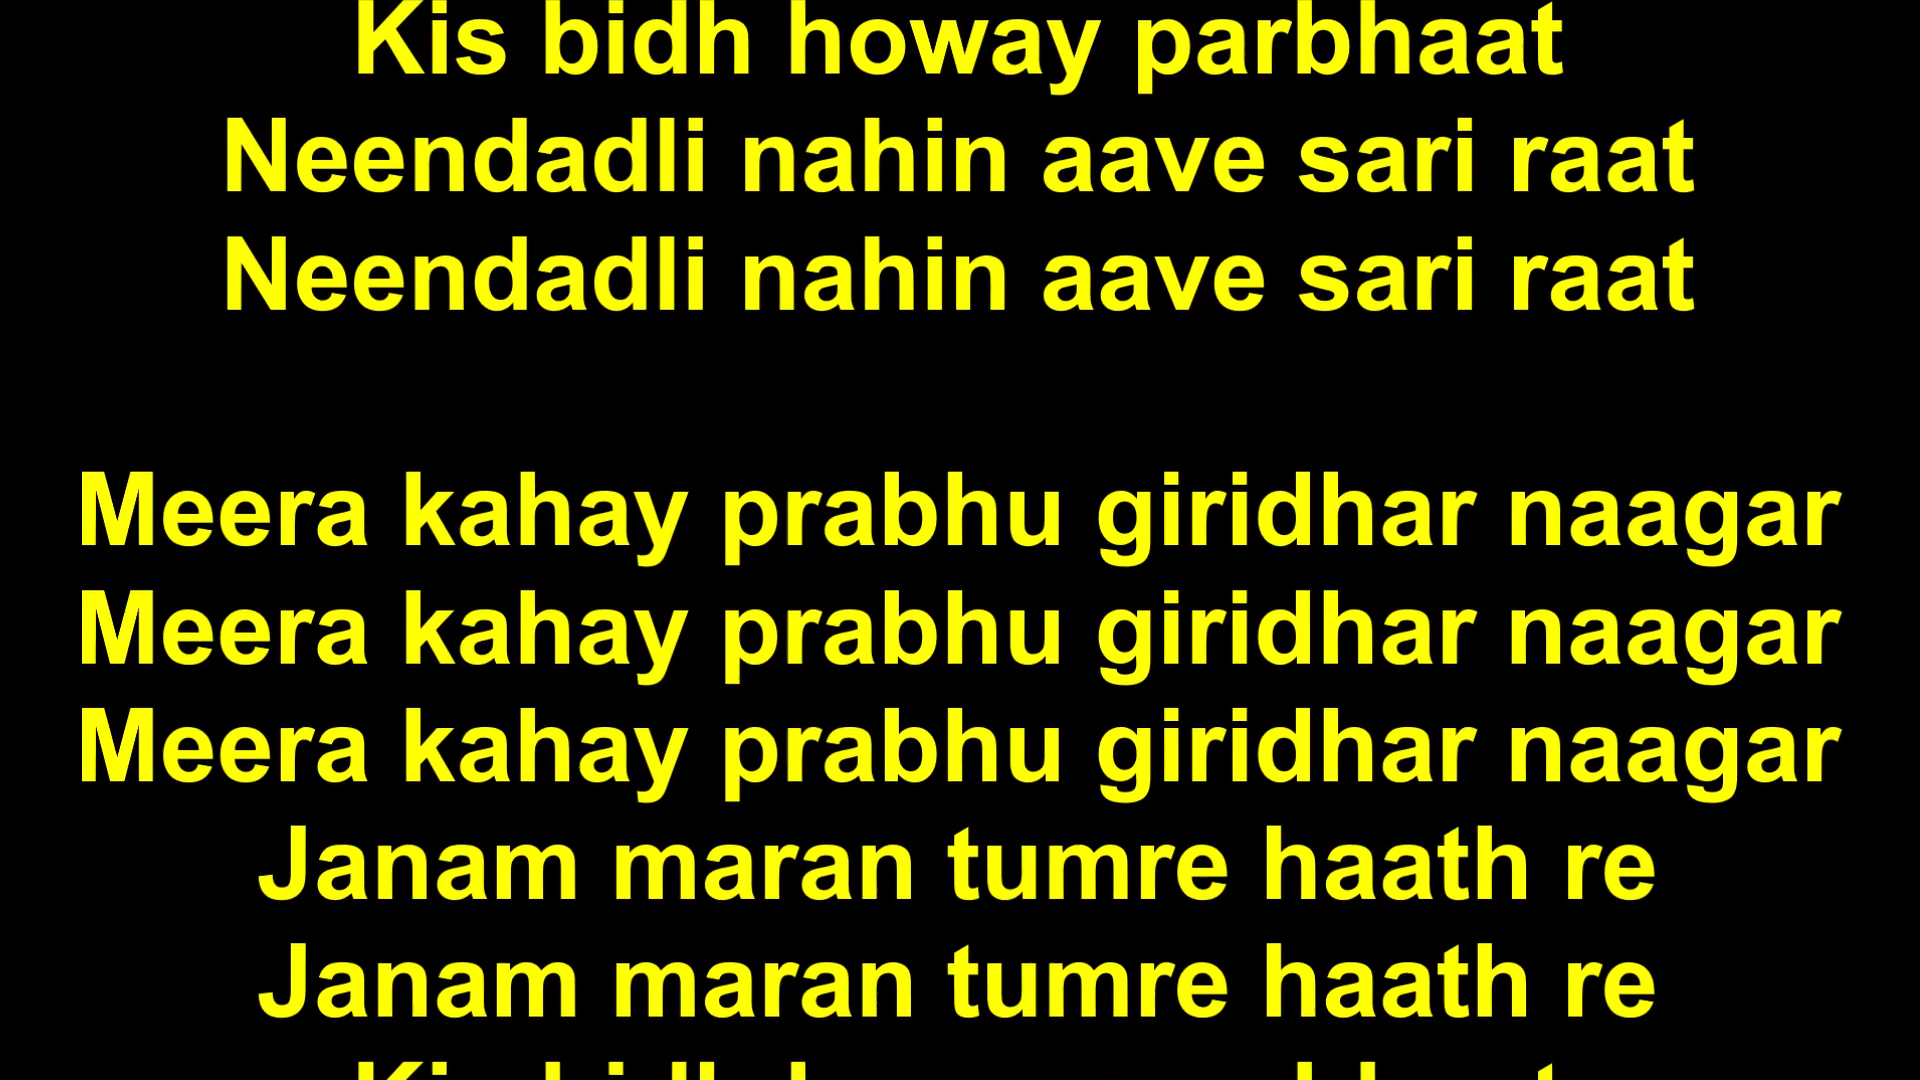 Kis bidh howay parbhaat
Neendadli nahin aave sari raat
Neendadli nahin aave sari raat
Meera kahay prabhu giridhar naagar
Meera kahay prabhu giridhar naagar
Meera kahay prabhu giridhar naagar
Janam maran tumre haath re
Janam maran tumre haath re